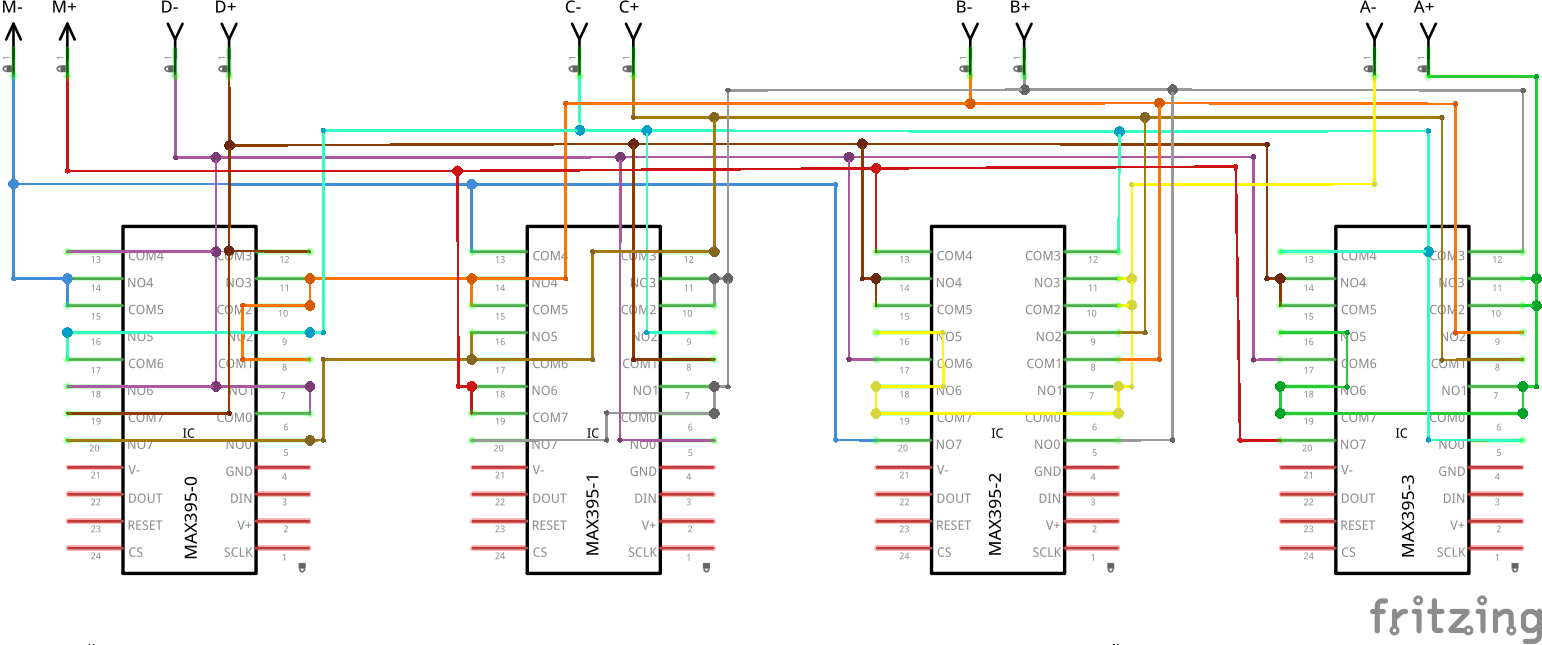 M- M+ D- D+ C- C+ B- B+ A- A+
1 1 1 1 1 1 1 1 1 1
13 COM4 COM3 12 13 COM4 COM3 12 13 COM4 COM3 12 13 COM4 COM3 12
14 NO4 NO3 11 14 NO4 NO3 11 14 NO4 NO3 11 14 NO4 NO3 11
15 COM5 COM2 10 15 COM5 COM2 10 15 COM5 COM2 10 15 COM5 COM2 10
16 NO5 NO2 9 16 NO5 NO2 9 16 NO5 NO2 9 16 NO5 NO2 9
17 COM6 COM1 8 17 COM6 COM1 8 17 COM6 COM1 8 17 COM6 COM1 8
18 NO6 NO1 7 18 NO6 NO1 7 18 NO6 NO1 7 18 NO6 NO1 7
19 COM7 COM0 6 19 COM7 COM0 6 19 COM7 COM0 6 19 COM7 COM0 6
IC IC IC IC
20 NO7 NO0 5 20 NO7 NO0 5 20 NO7 NO0 5 20 NO7 NO0 5
21 V- GND 4 21 V- GND 4 21 V- GND 4 21 V- GND 4
22 DOUT DIN 3 22 DOUT DIN 3 22 DOUT DIN 3 22 DOUT DIN 3
23 RESET V+ 2 23 RESET V+ 2 23 RESET V+ 2 23 RESET V+ 2
24 CS SCLK 1 24 CS SCLK 1 24 CS SCLK 1 24 CS SCLK 1
MAX395-0 MAX395-1 MAX395-2 MAX395-3
fritzing